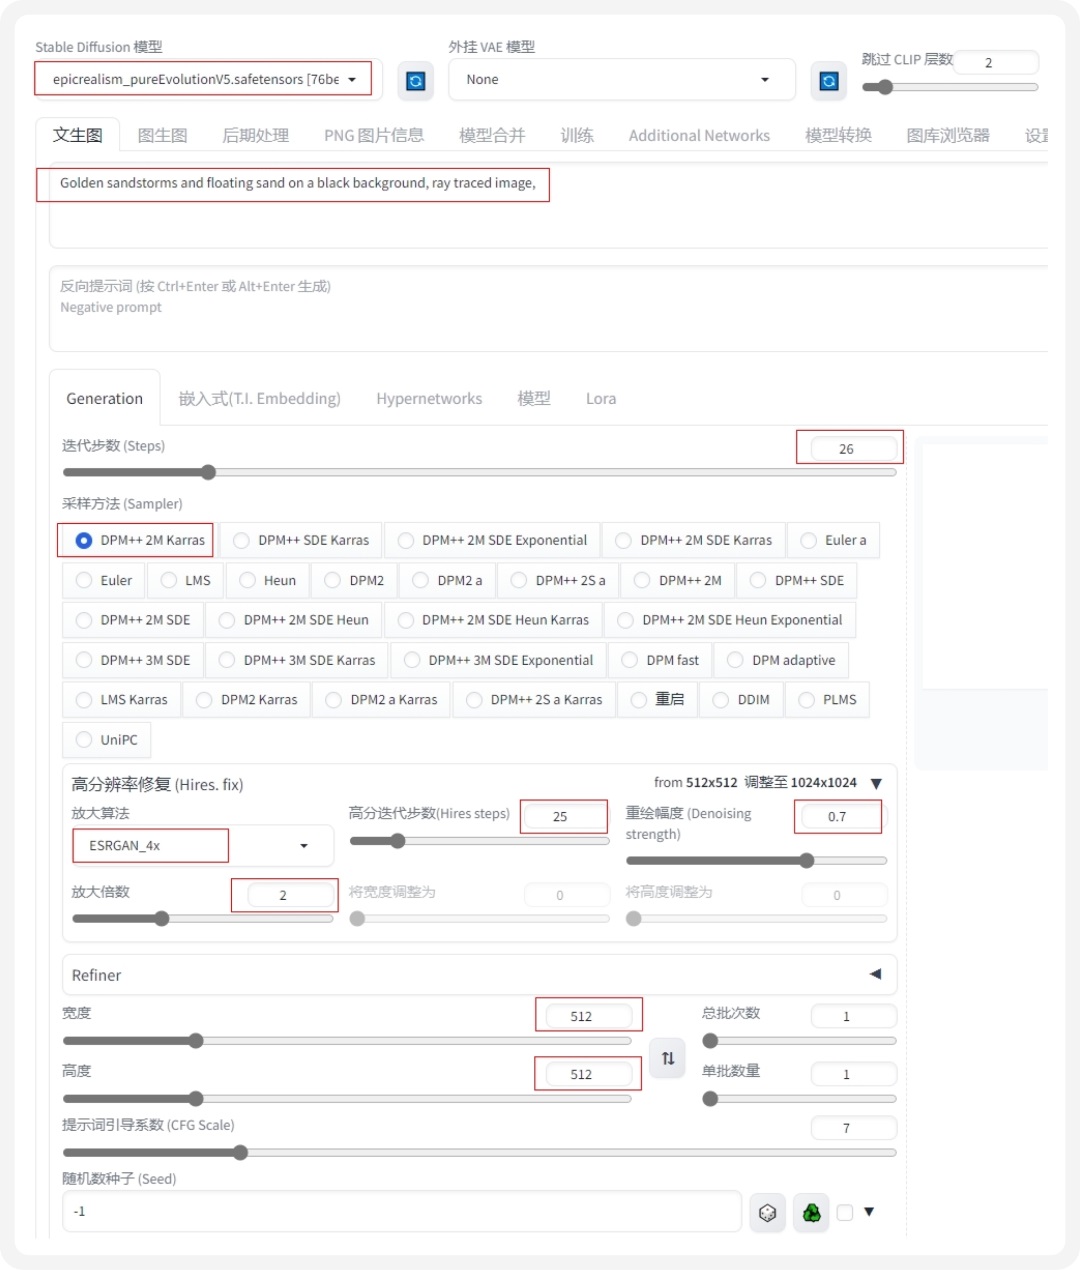 Stable Diffusion 模型
外挂 VAE 模型
跳过 CLIP 层数
2
epicrealism_pureEvolutionV5.safetensors [76be
None
文生图 图生图 后期处理 PNG 图片信息 模型合并 训练 Additional Networks 模型转换 图库浏览器 设置
Golden sandstorms and floating sand on a black background, ray traced image,
反向提示词 (按 Ctrl+Enter 或 Alt+Enter 生成)
Negative prompt
Generation 嵌入式(T.I. Embedding) Hypernetworks 模型 Lora
迭代步数 (Steps)
26
采样方法 (Sampler)
DPM++ 2M Karras DPM++ SDE Karras DPM++ 2M SDE Exponential DPM++ 2M SDE Karras Euler a
Euler LMS Heun DPM2 DPM2 a DPM++ 2S a DPM++ 2M DPM++ SDE
DPM++ 2M SDE DPM++ 2M SDE Heun DPM++ 2M SDE Heun Karras DPM++ 2M SDE Heun Exponential
DPM++ 3M SDE DPM++ 3M SDE Karras DPM++ 3M SDE Exponential DPM fast DPM adaptive
LMS Karras DPM2 Karras DPM2 a Karras DPM++ 2S a Karras 重启 DDIM PLMS
UniPC
高分辨率修复 (Hires. fix)
from 512x512 调整至 1024x1024
放大算法
ESRGAN_4x
高分迭代步数(Hires steps)
25
重绘幅度 (Denoising
strength)
0.7
放大倍数
2
将宽度调整为
0
将高度调整为
0
Refiner
宽度
512
总批次数
1
高度
512
单批数量
1
提示词引导系数 (CFG Scale)
7
随机数种子 (Seed)
-1